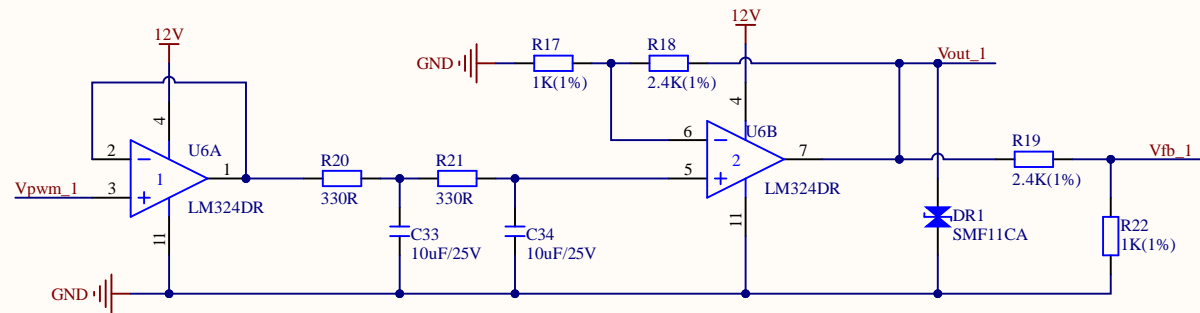 12V
12V
R17
R18
Vout_1
GND
1K(1%)
2.4K(1%)
4
4
U6A
6
U6B
R19
Vfb_1
2
1
R20
R21
7
1
2
2.4K(1%)
Vpwm_1
3
330R
330R
5
LM324DR
LM324DR
11
11
C33
C34
DR1
R22
10uF/25V
10uF/25V
SMF11CA
1K(1%)
GND